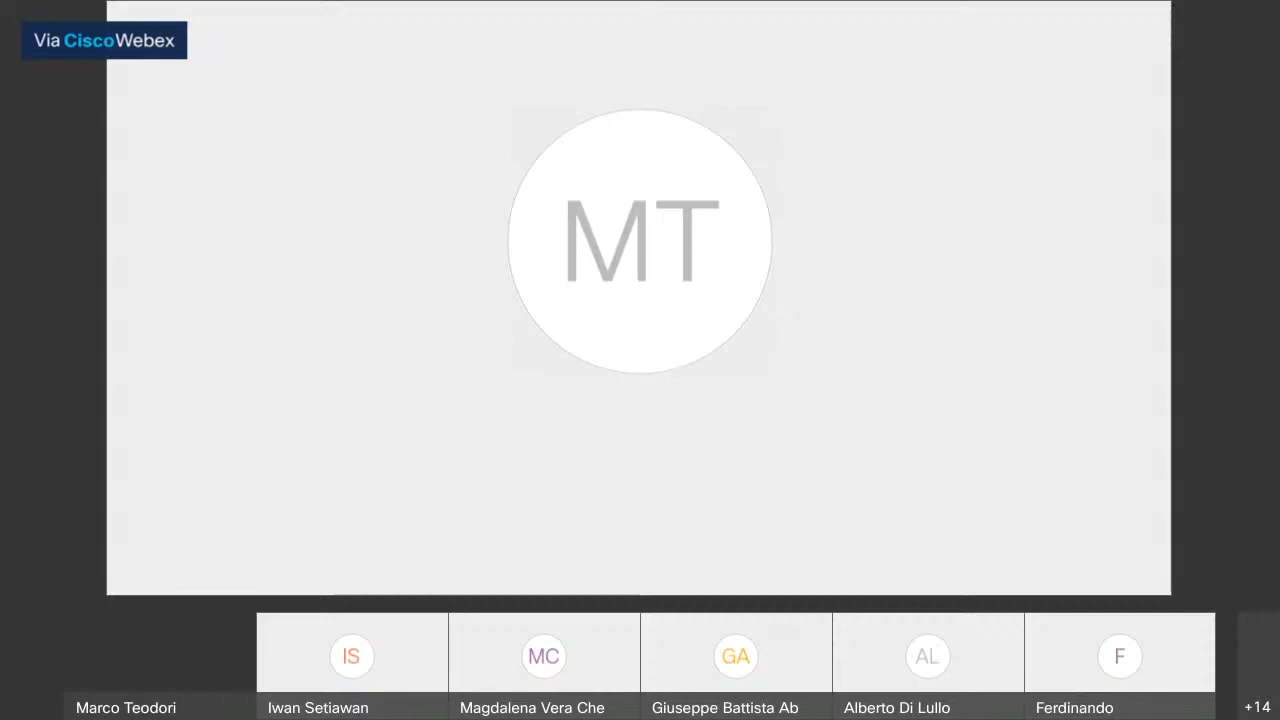 Via CiscoWebex
MT
IS
MC
GA
AL
F
Marco Teodori
Iwan Setiawan
Magdalena Vera Che
Giuseppe Battista Ab
Alberto Di Lullo
Ferdinando
+14